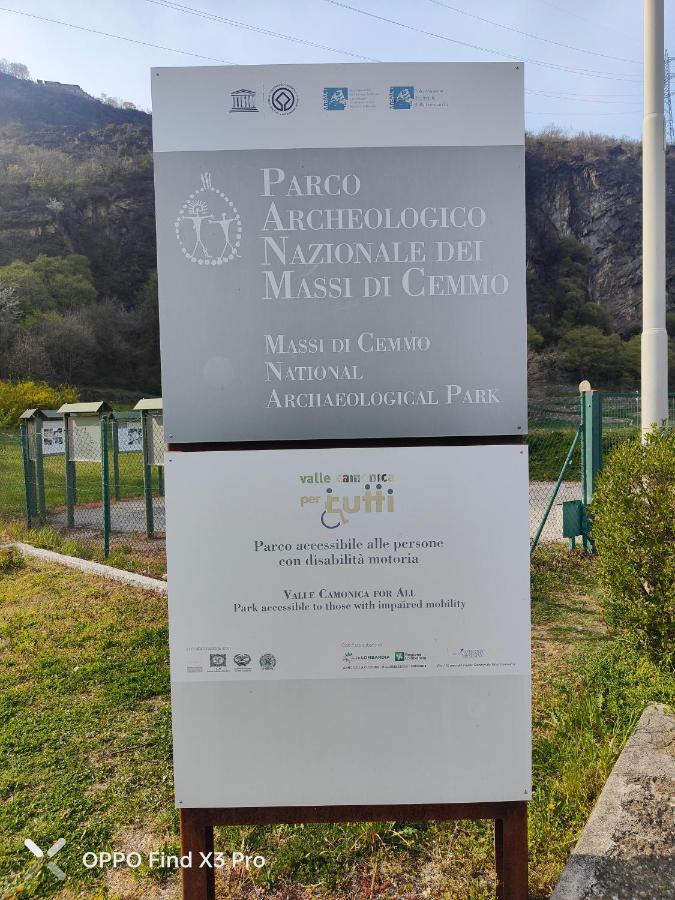 PARCO
ARCHEOLOGICO
NAZIONALE DEI
MASSI DI CEMMO
MASSI DI CEMMO
NATIONAL
ARCHAEOLOGICAL PARK
valle camonica
per tutti
Parco accessibile alle persone
con disabilità motoria
VALLE CAMONICA FOR ALL
Park accessible to those with impaired mobility
OPPO Find X3 Pro